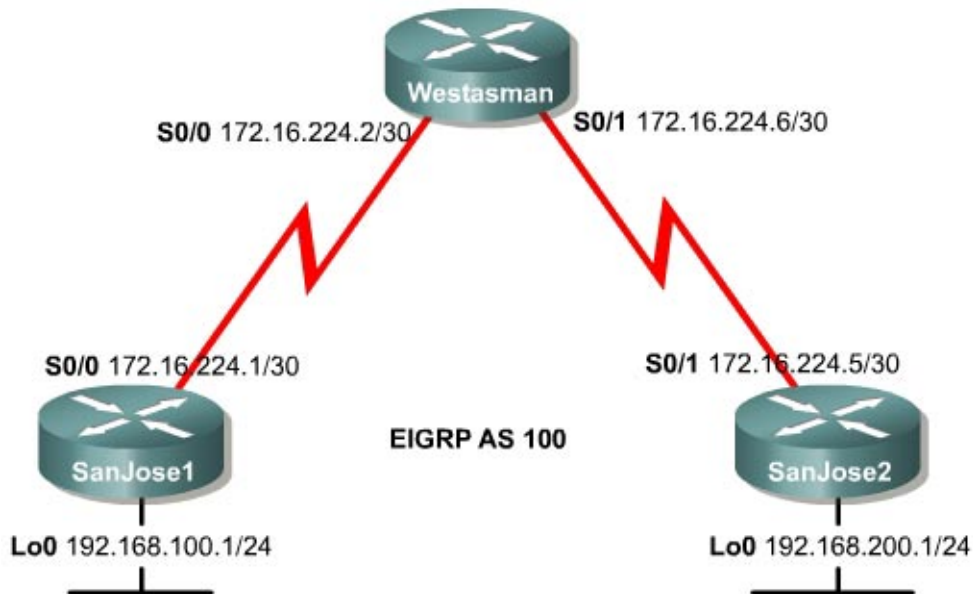 Westasman
S0/0 172.16.224.2/30
S0/1 172.16.224.6/30
S0/0 172.16.224.1/30
S0/1 172.16.224.5/30
EIGRP AS 100
SanJose1
SanJose2
Lo0 192.168.100.1/24
Lo0 192.168.200.1/24